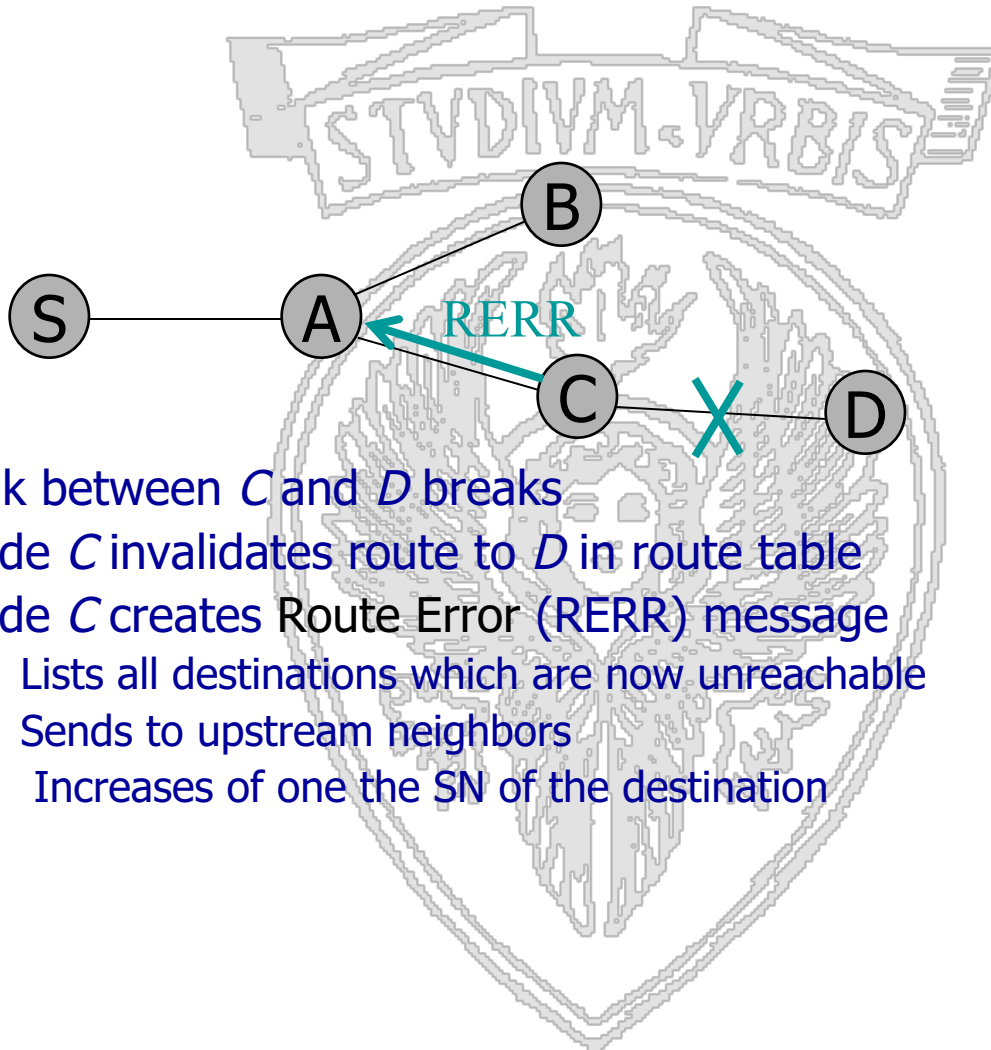 STVDIVM VRBIS
B
S
A
RERR
C
D
k between C and D breaks
de C invalidates route to D in route table
de C creates Route Error (RERR) message
Lists all destinations which are now unreachable
Sends to upstream neighbors
Increases of one the SN of the destination